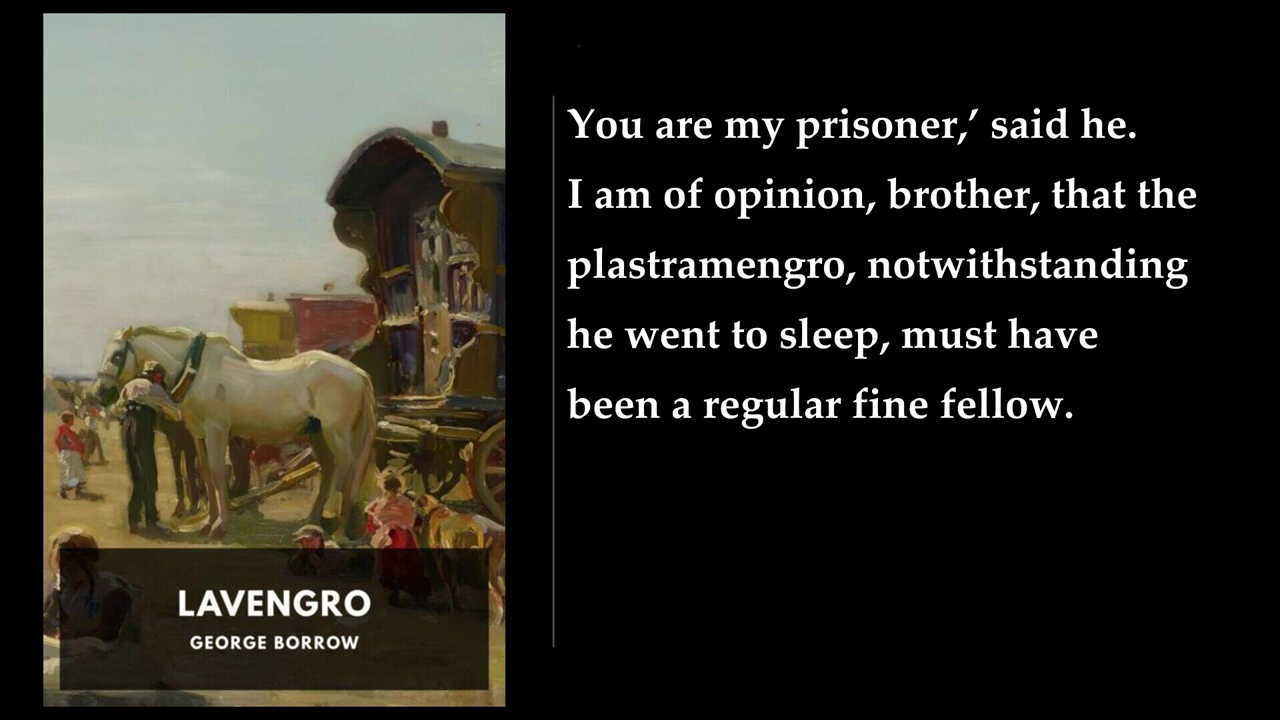 You are my prisoner,’ said he.
I am of opinion, brother, that the
plastramengro, notwithstanding
he went to sleep, must have
been a regular fine fellow.
LAVENGRO
GEORGE BORROW